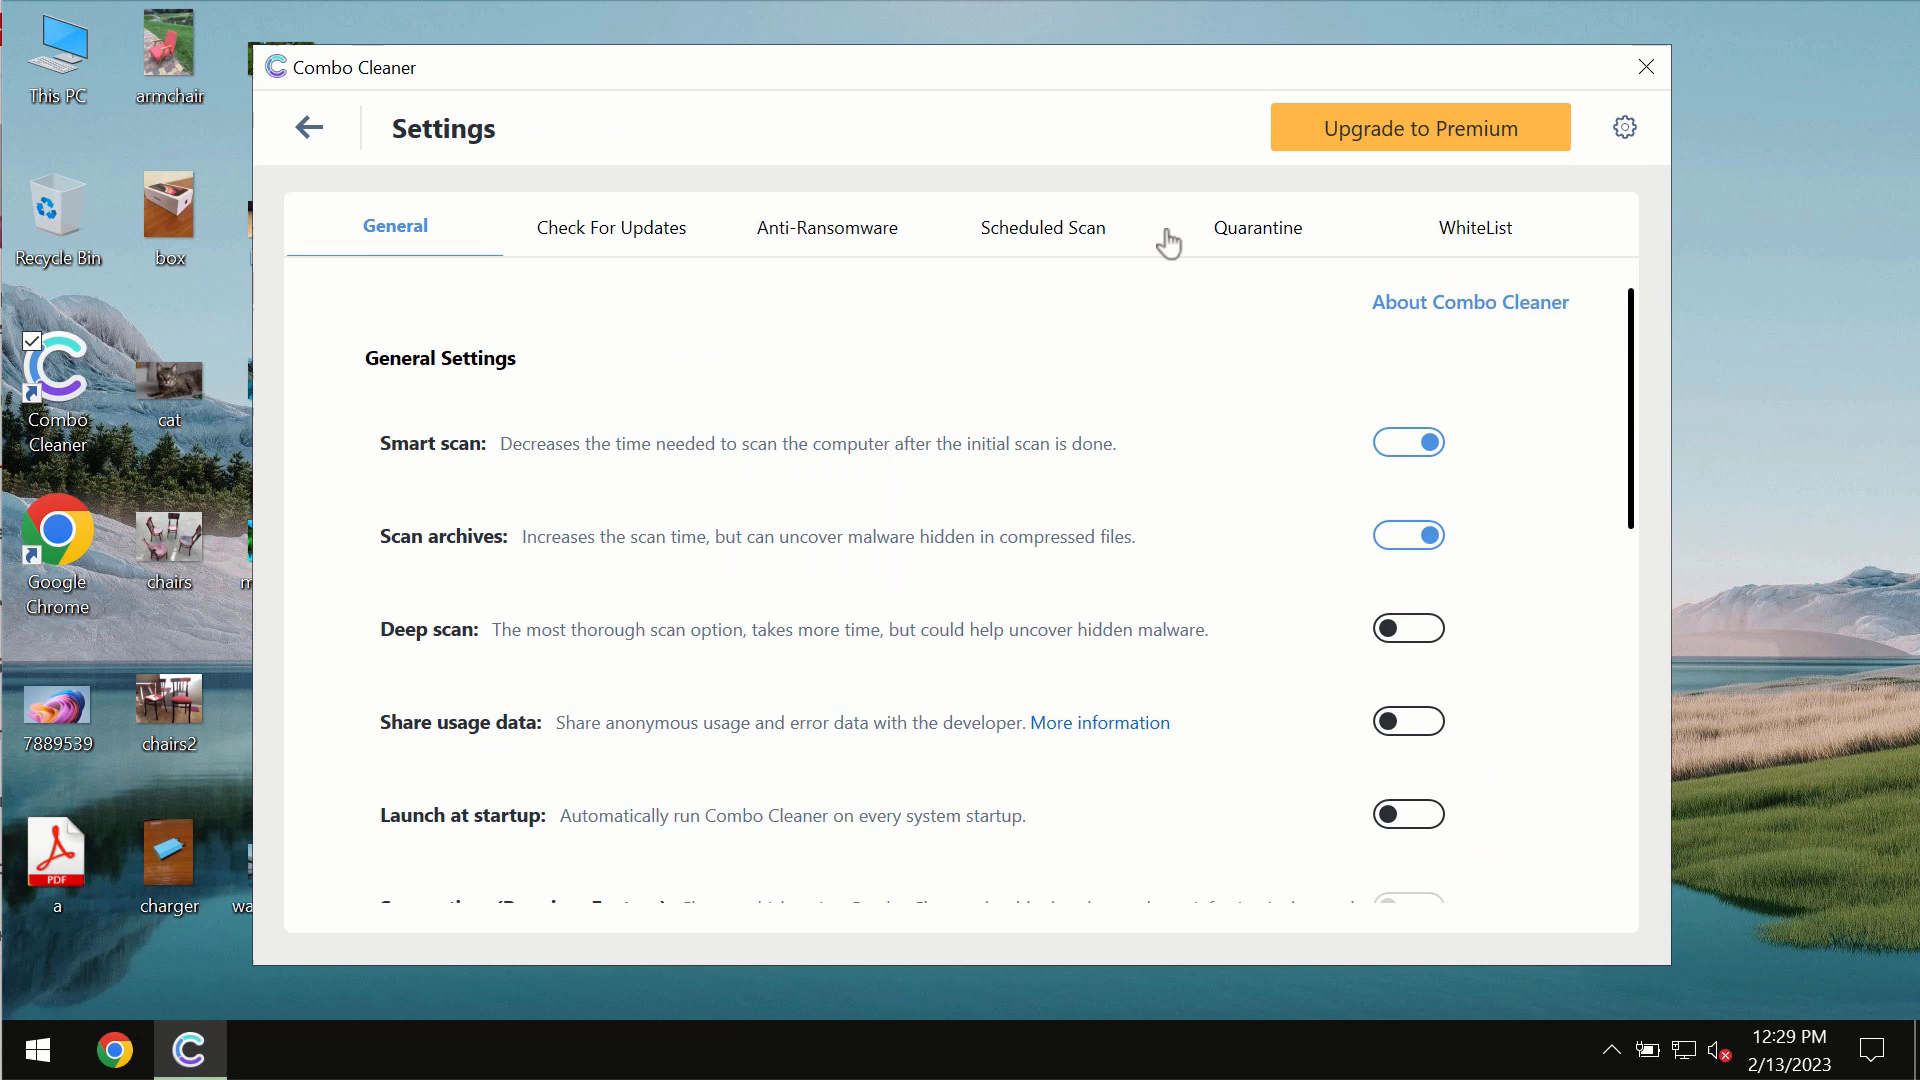 This PC
armchair
Recycle Bin
box
Combo
Cleaner
cat
Google
Chrome
chairs
7889539
chairs2
PDF
a
charger
wa
Combo Cleaner
Settings
Upgrade to Premium
General
Check For Updates
Anti-Ransomware
Scheduled Scan
Quarantine
WhiteList
About Combo Cleaner
General Settings
Smart scan: Decreases the time needed to scan the computer after the initial scan is done.
Scan archives: Increases the scan time, but can uncover malware hidden in compressed files.
Deep scan: The most thorough scan option, takes more time, but could help uncover hidden malware.
Share usage data: Share anonymous usage and error data with the developer. More information
Launch at startup: Automatically run Combo Cleaner on every system startup.
12:29 PM
2/13/2023